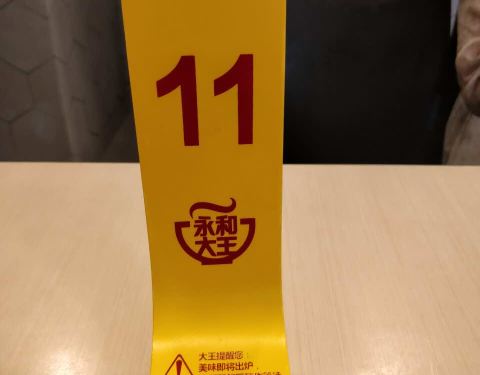 11
永和
大王
大王提醒您：
美味即将出炉，